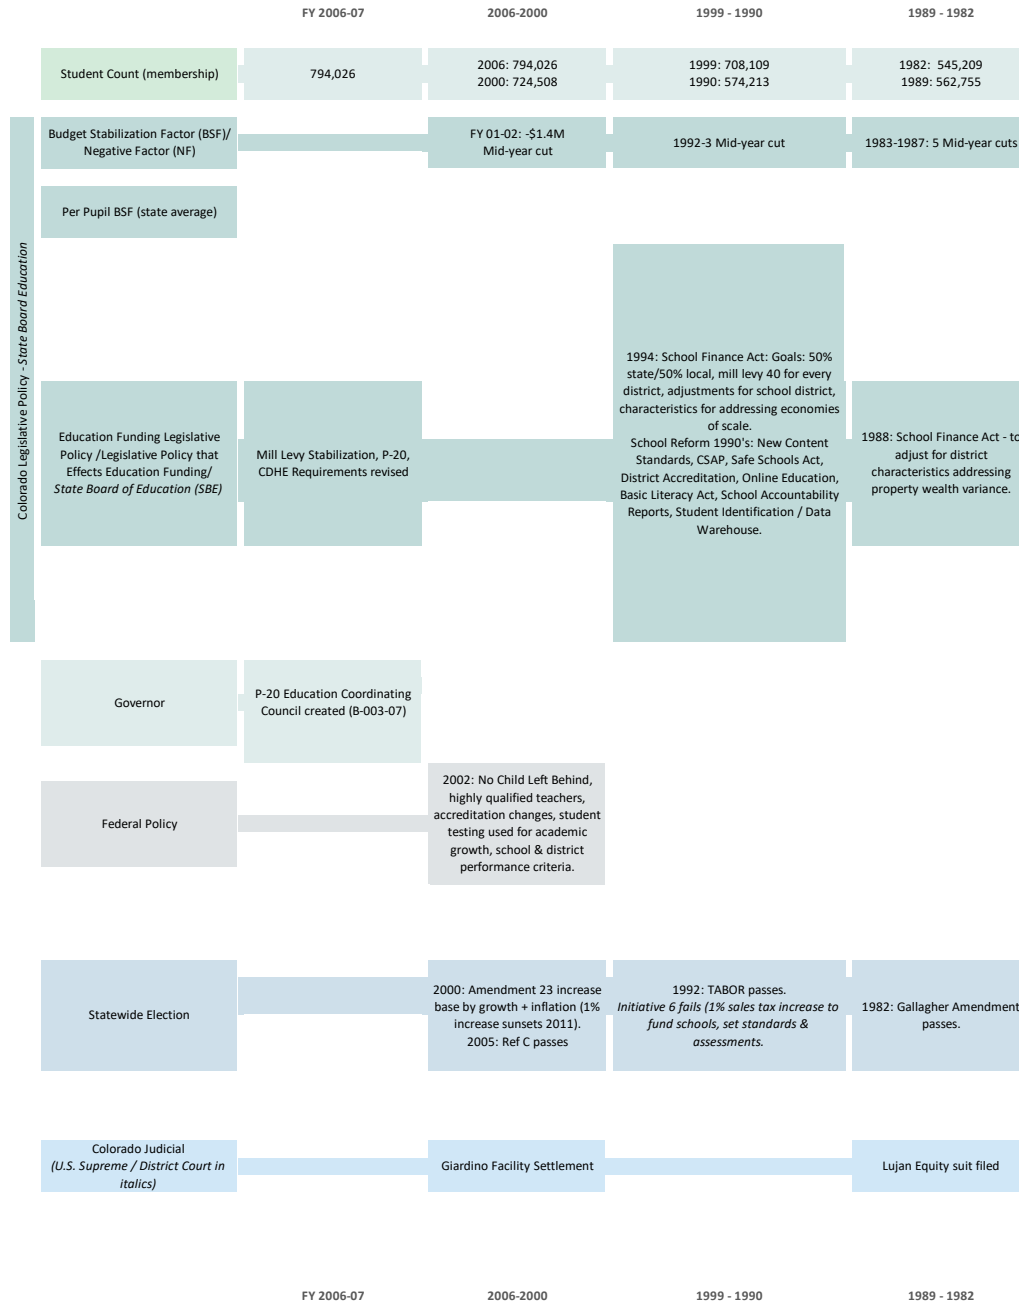 FY 2006-07
2006-2000
1999 - 1990
1989 - 1982
Student Count (membership)
794,026
2006: 794,026
2000: 724,508
1999: 708,109
1990: 574,213
1982:  545,209
1989: 562,755
Colorado Legislative Policy - State Board Education
Budget Stabilization Factor (BSF)/
Negative Factor (NF)
FY 01-02: -$1.4M
Mid-year cut
1992-3 Mid-year cut
1983-1987: 5 Mid-year cuts
Per Pupil BSF (state average)
Education Funding Legislative
Policy /Legislative Policy that
Effects Education Funding/
State Board of Education (SBE)
Mill Levy Stabilization, P-20,
CDHE Requirements revised
1994: School Finance Act: Goals: 50%
state/50% local, mill levy 40 for every
district, adjustments for school district,
characteristics for addressing economies
of scale.
School Reform 1990's: New Content
Standards, CSAP, Safe Schools Act,
District Accreditation, Online Education,
Basic Literacy Act, School Accountability
Reports, Student Identification / Data
Warehouse.
1988: School Finance Act - to
adjust for district
characteristics addressing
property wealth variance.
Governor
P-20 Education Coordinating
Council created (B-003-07)
Federal Policy
2002: No Child Left Behind,
highly qualified teachers,
accreditation changes, student
testing used for academic
growth, school & district
performance criteria.
Statewide Election
2000: Amendment 23 increase
base by growth + inflation (1%
increase sunsets 2011).
2005: Ref C passes
1992: TABOR passes.
Initiative 6 fails (1% sales tax increase to
fund schools, set standards &
assessments.
1982: Gallagher Amendment
passes.
Colorado Judicial
(U.S. Supreme / District Court in
italics)
Giardino Facility Settlement
Lujan Equity suit filed
FY 2006-07
2006-2000
1999 - 1990
1989 - 1982